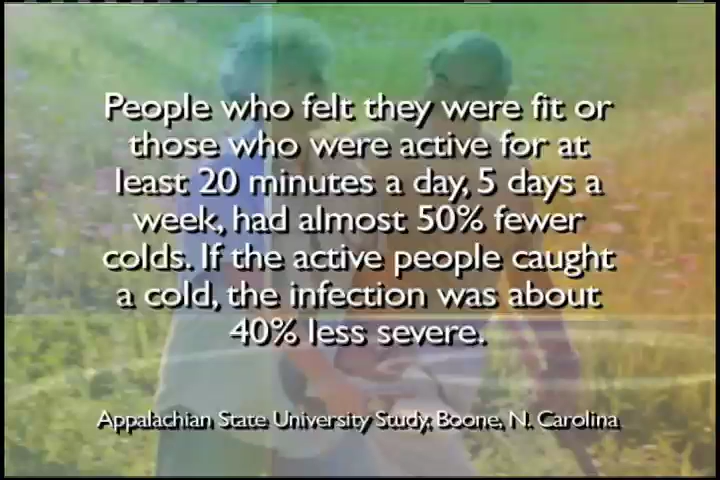 People who felt they were fit or
those who were active for at
least 20 minutes a day, 5 days a
week, had almost 50% fewer
colds. If the active people caught
a cold, the infection was about
40% less severe.
Appalachian State University Study, Boone, N. Carolina